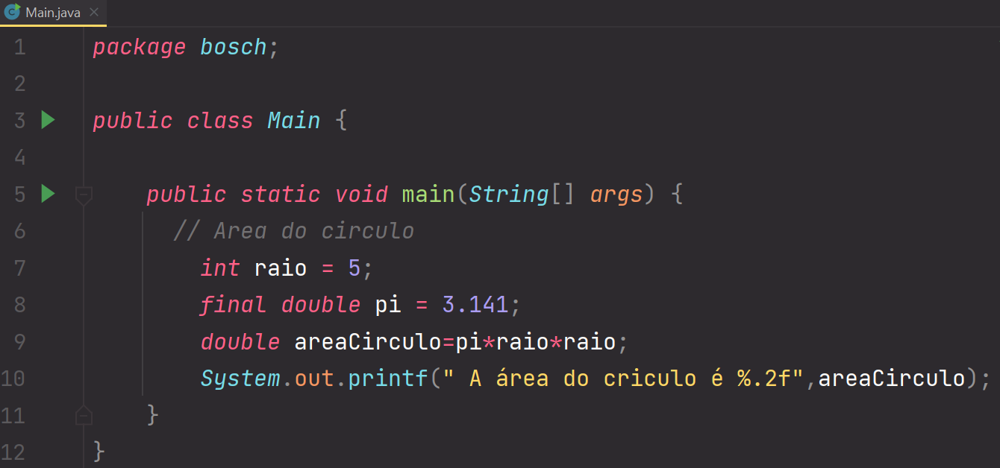 Main.java
1 package bosch;
2
3 public class Main {
4
5 public static void main(String[] args) {
6 // Area do circulo
7 int raio = 5;
8 final double pi = 3.141;
9 double areaCirculo=pi*raio*raio;
10 System.out.printf(" A área do criculo é %.2f",areaCirculo);
11 }
12 }